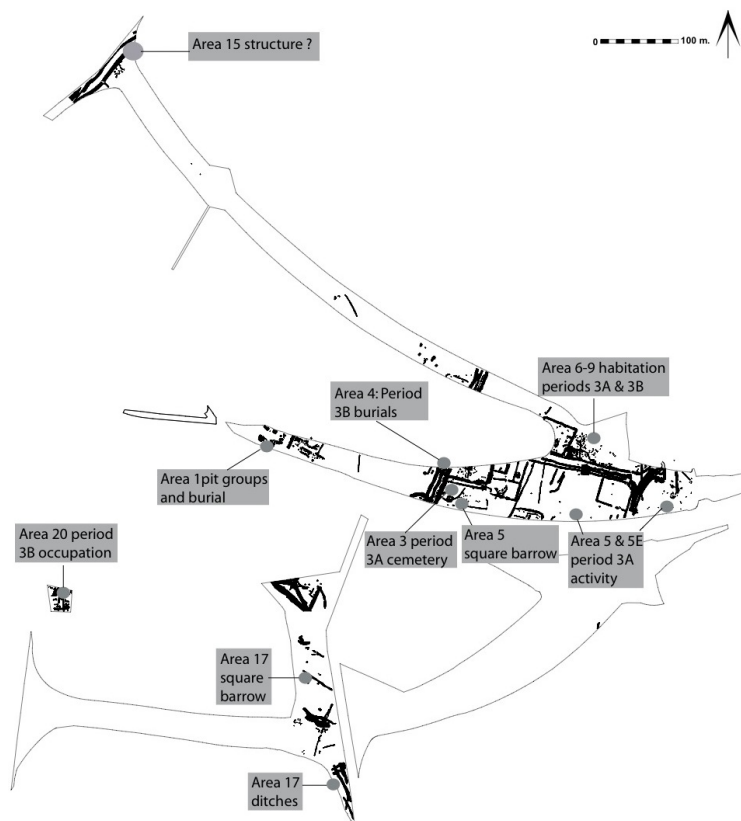 Area 15 structure ?
0 100 m.
Area 6-9 habitation
periods 3A & 3B
Area 4: Period
3B burials
Area 1pit groups
and burial
Area 20 period
3B occupation
Area 3 period
3A cemetery
Area 5
square barrow
Area 5 & 5E
period 3A
activity
Area 17
square
barrow
Area 17
ditches